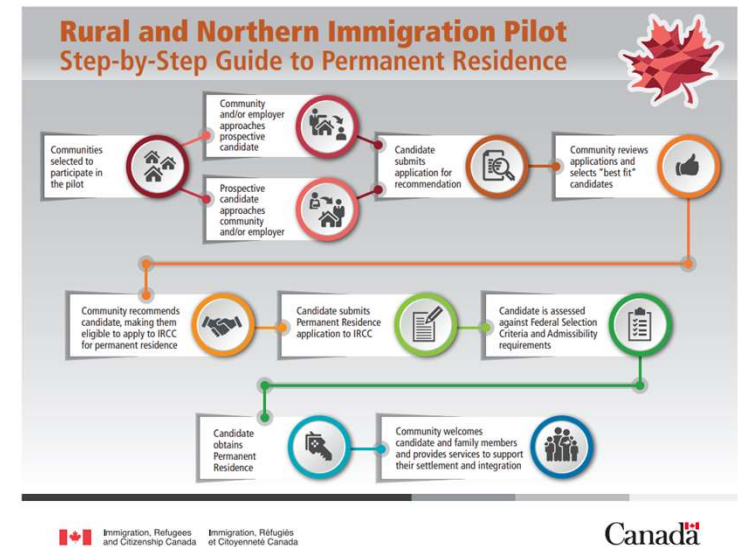 Rural and Northern Immigration Pilot
Step-by-Step Guide to Permanent Residence
Communities
selected to
participate in
the pilot
Community
and/or employer
approaches
prospective
candidate
Prospective
candidate
approaches
community
and/or employer
Candidate
submits
application for
recommendation
Community reviews
applications and
selects "best fit"
candidates
Community recommends
candidate, making them
eligible to apply to IRCC
for permanent residence
Candidate submits
Permanent Residence
application to IRCC
Candidate is assessed
against Federal Selection
Criteria and Admissibility
requirements
Candidate
obtains
Permanent
Residence
Community welcomes
candidate and family members
and provides services to support
their settlement and integration
Immigration, Refugees
and Citizenship Canada
Immigration, Réfugiés
et Citoyenneté Canada
Canada